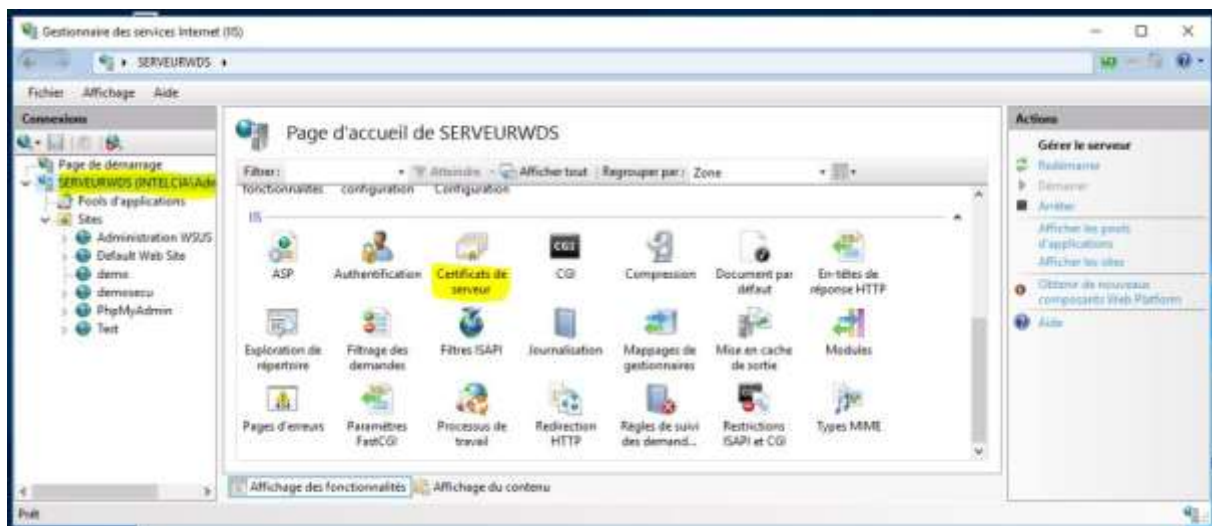 Gestionnaire des services Internet (IIS)
SERVEURWDS
Fichier Affichage Aide
Connexions
Page de démarrage
SERVEURWDS (INTELCIA\Adm
Pools d'applications
Sites
Administration WSUS
Default Web Site
demo
demosecu
PhpMyAdmin
Test
Page d'accueil de SERVEURWDS
Filtrer : Atteindre Afficher tout Regrouper par : Zone
fonctionnalités configuration Configuration
IIS
ASP
Authentification
Certificats de
serveur
CGI
Compression
Document par
défaut
En-têtes de
réponse HTTP
Exploration de
répertoire
Filtrage des
demandes
Filtres ISAPI
Journalisation
Mappages de
gestionnaires
Mise en cache
de sortie
Modules
Pages d'erreurs
Paramètres
FastCGI
Processus de
travail
Redirection
HTTP
Règles de suivi
des demand...
Restrictions
ISAPI et CGI
Types MIME
Affichage des fonctionnalités Affichage du contenu
Actions
Gérer le serveur
Redémarrer
Démarrer
Arrêter
Afficher les pools
d'applications
Afficher les sites
Obtenir de nouveaux
composants Web Platform
Aide
Prêt